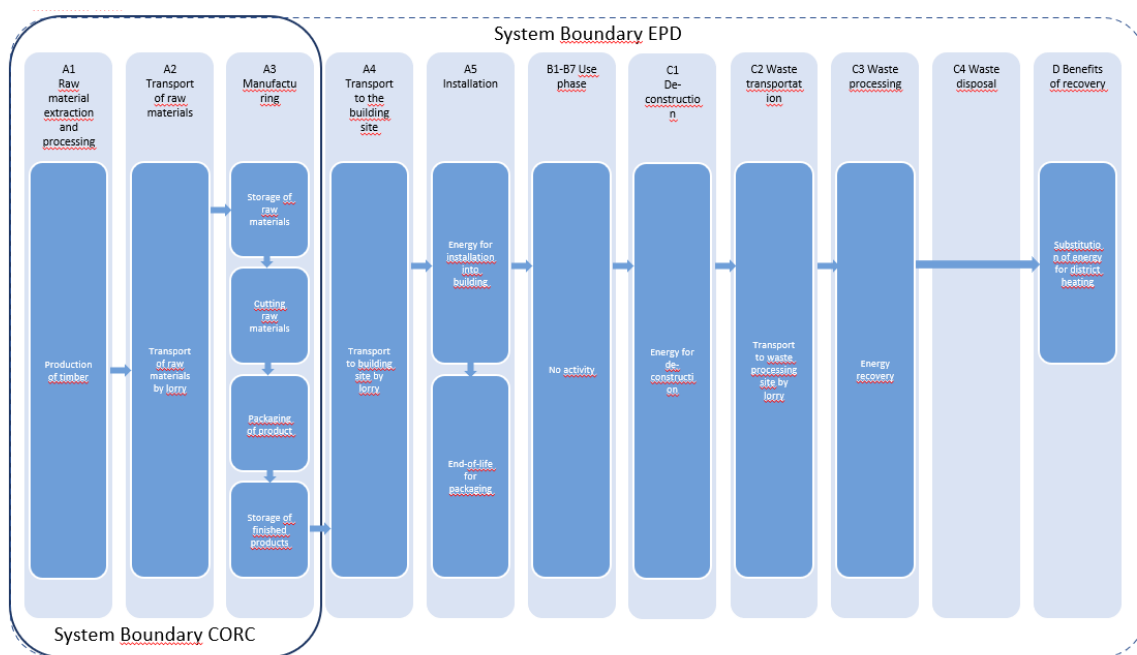 System Boundary EPD
A1
Raw
material
extraction
and
processing
A2
Transport
of raw
materials
A3
Manufactu
ring
A4
Transport
to the
building
site
A5
Installation
B1-B7 Use
phase
C1
De-
constructio
n
C2 Waste
transportat
ion
C3 Waste
processing
C4 Waste
disposal
D Benefits
of recovery
Production
of timber
Transport
of raw
materials
by lorry
Storage of
raw
materials
Cutting
raw
materials
Packaging
of product
Storage of
finished
products
Transport
to building
site by
lorry
Energy for
installation
into
building
End-of-life
for
packaging
No activity
Energy for
de-
constructi
on
Transport
to waste
processing
site by
lorry
Energy
recovery
Substitutio
n of energy
for district
heating
System Boundary CORC